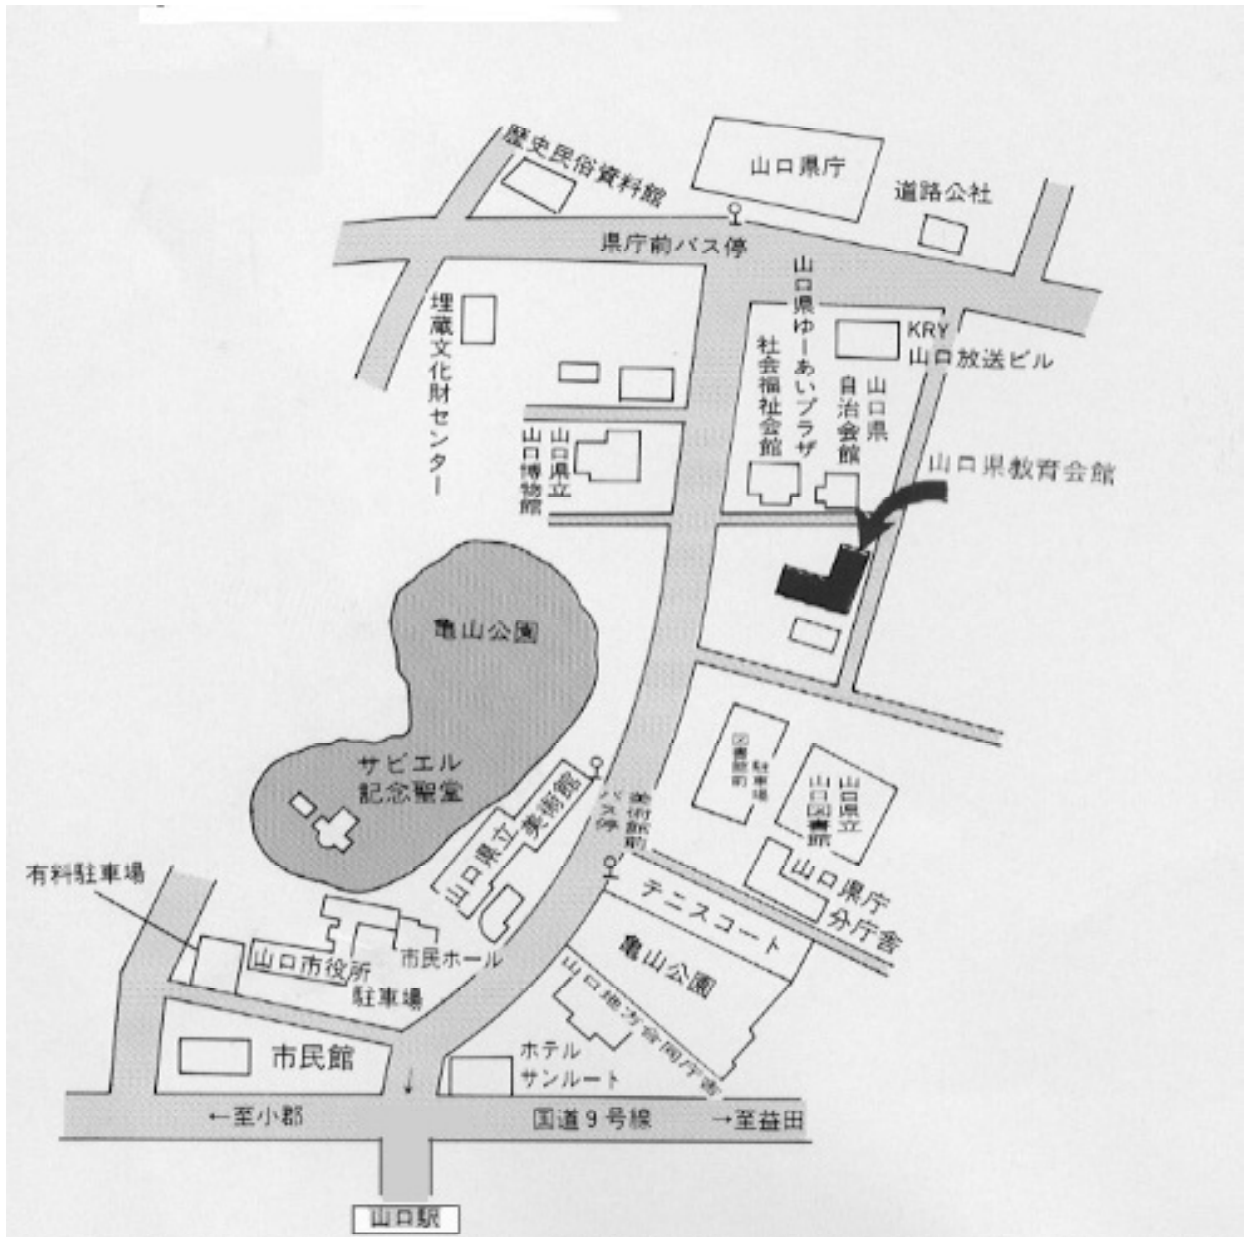 歴史民俗資料館
山口県庁
道路公社
県庁前バス停
埋蔵文化財センター
山口県ゆーあいプラザ
社会福祉会館
KRY
山口放送ビル
山口県
自治会館
山口県立
山口博物館
山口県教育会館
亀山公園
サビエル
記念聖堂
山口県立
美術館
美術館前
バス停
図書館前
駐車場
山口県立
山口図書館
山口県庁
分庁舎
有料駐車場
テニスコート
亀山公園
山口市役所
市民ホール
駐車場
山口地方合同庁舎
市民館
ホテル
サンルート
←至小郡
国道9号線
→至益田
山口駅